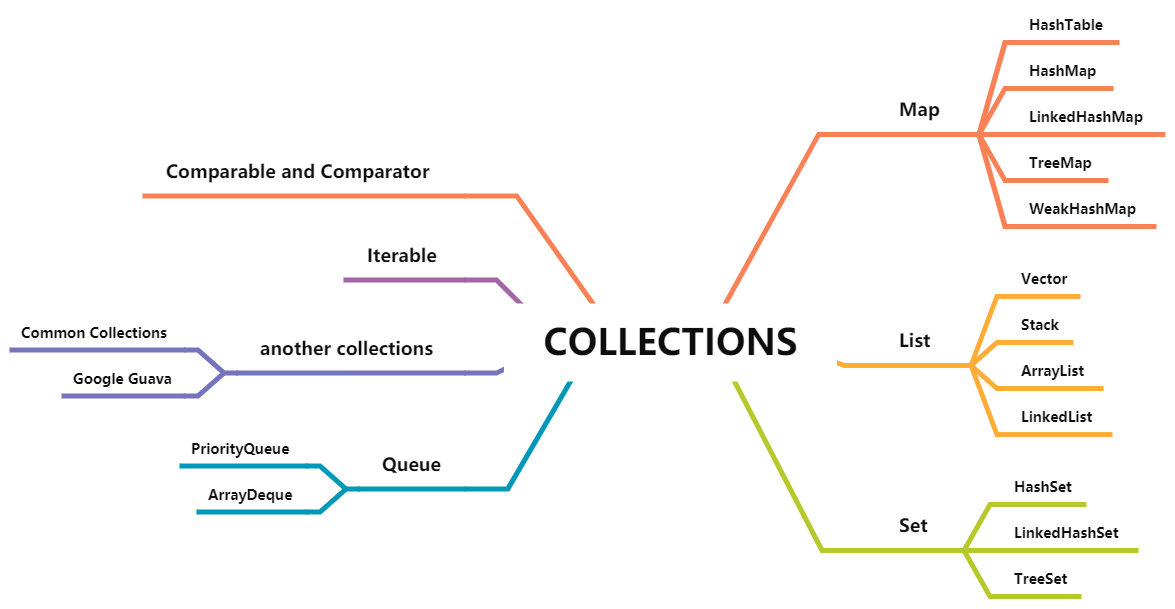 COLLECTIONS
Map
HashTable
HashMap
LinkedHashMap
TreeMap
WeakHashMap
List
Vector
Stack
ArrayList
LinkedList
Set
HashSet
LinkedHashSet
TreeSet
Comparable and Comparator
Iterable
another collections
Common Collections
Google Guava
Queue
PriorityQueue
ArrayDeque